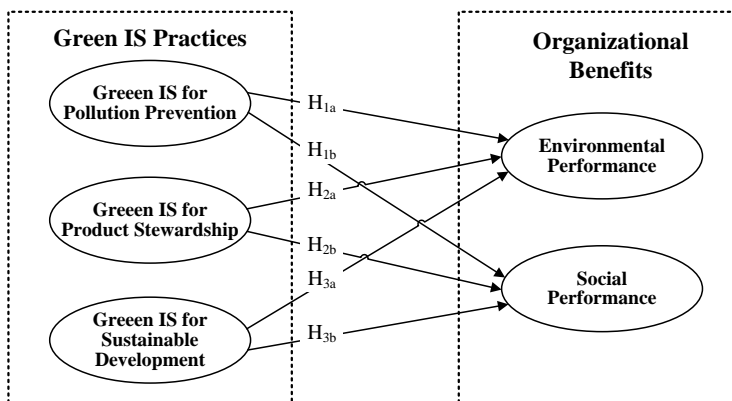 Green IS Practices
Greeen IS for
Pollution Prevention
Greeen IS for
Product Stewardship
Greeen IS for
Sustainable
Development
H1a
H1b
H2a
H2b
H3a
H3b
Organizational
Benefits
Environmental
Performance
Social
Performance